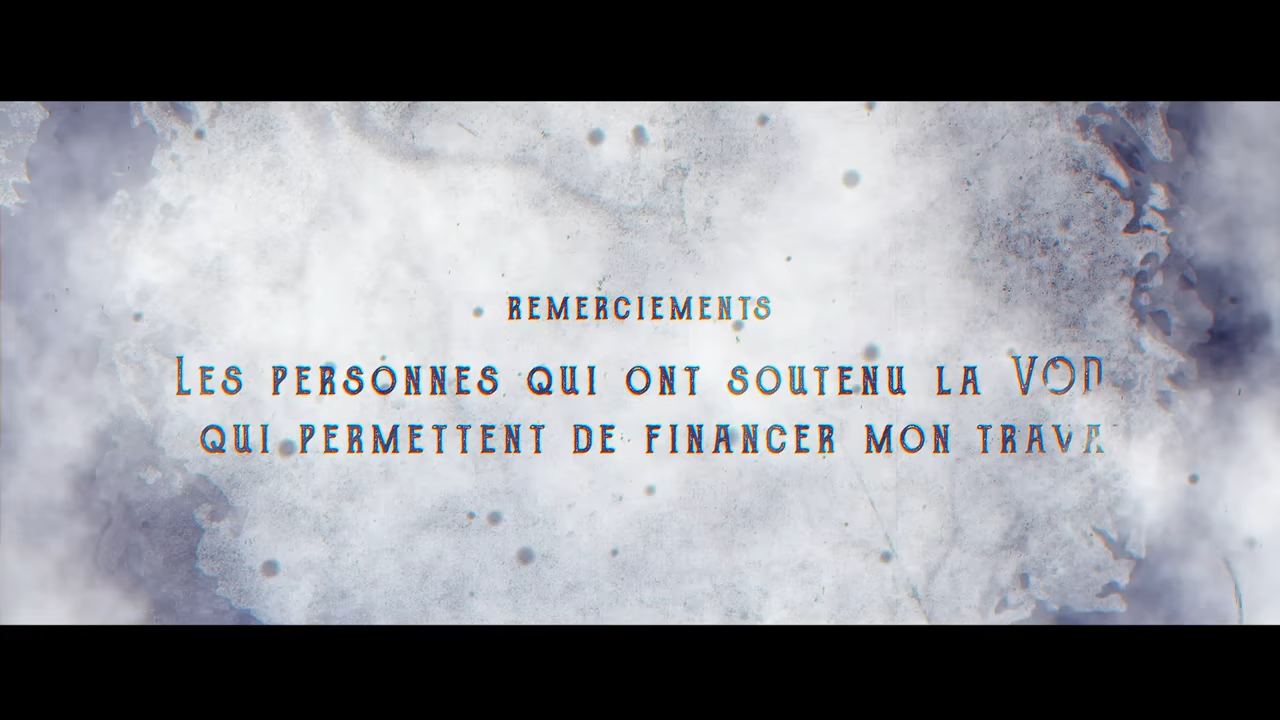 REMERCIEMENTS
LES PERSONNES QUI ONT SOUTENU LA VOD
QUI PERMETTENT DE FINANCER MON